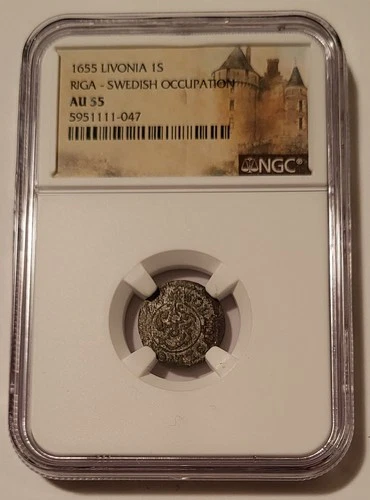 1655 LIVONIA 1S
RIGA - SWEDISH OCCUPATION
AU 55
5951111-047
NGC®